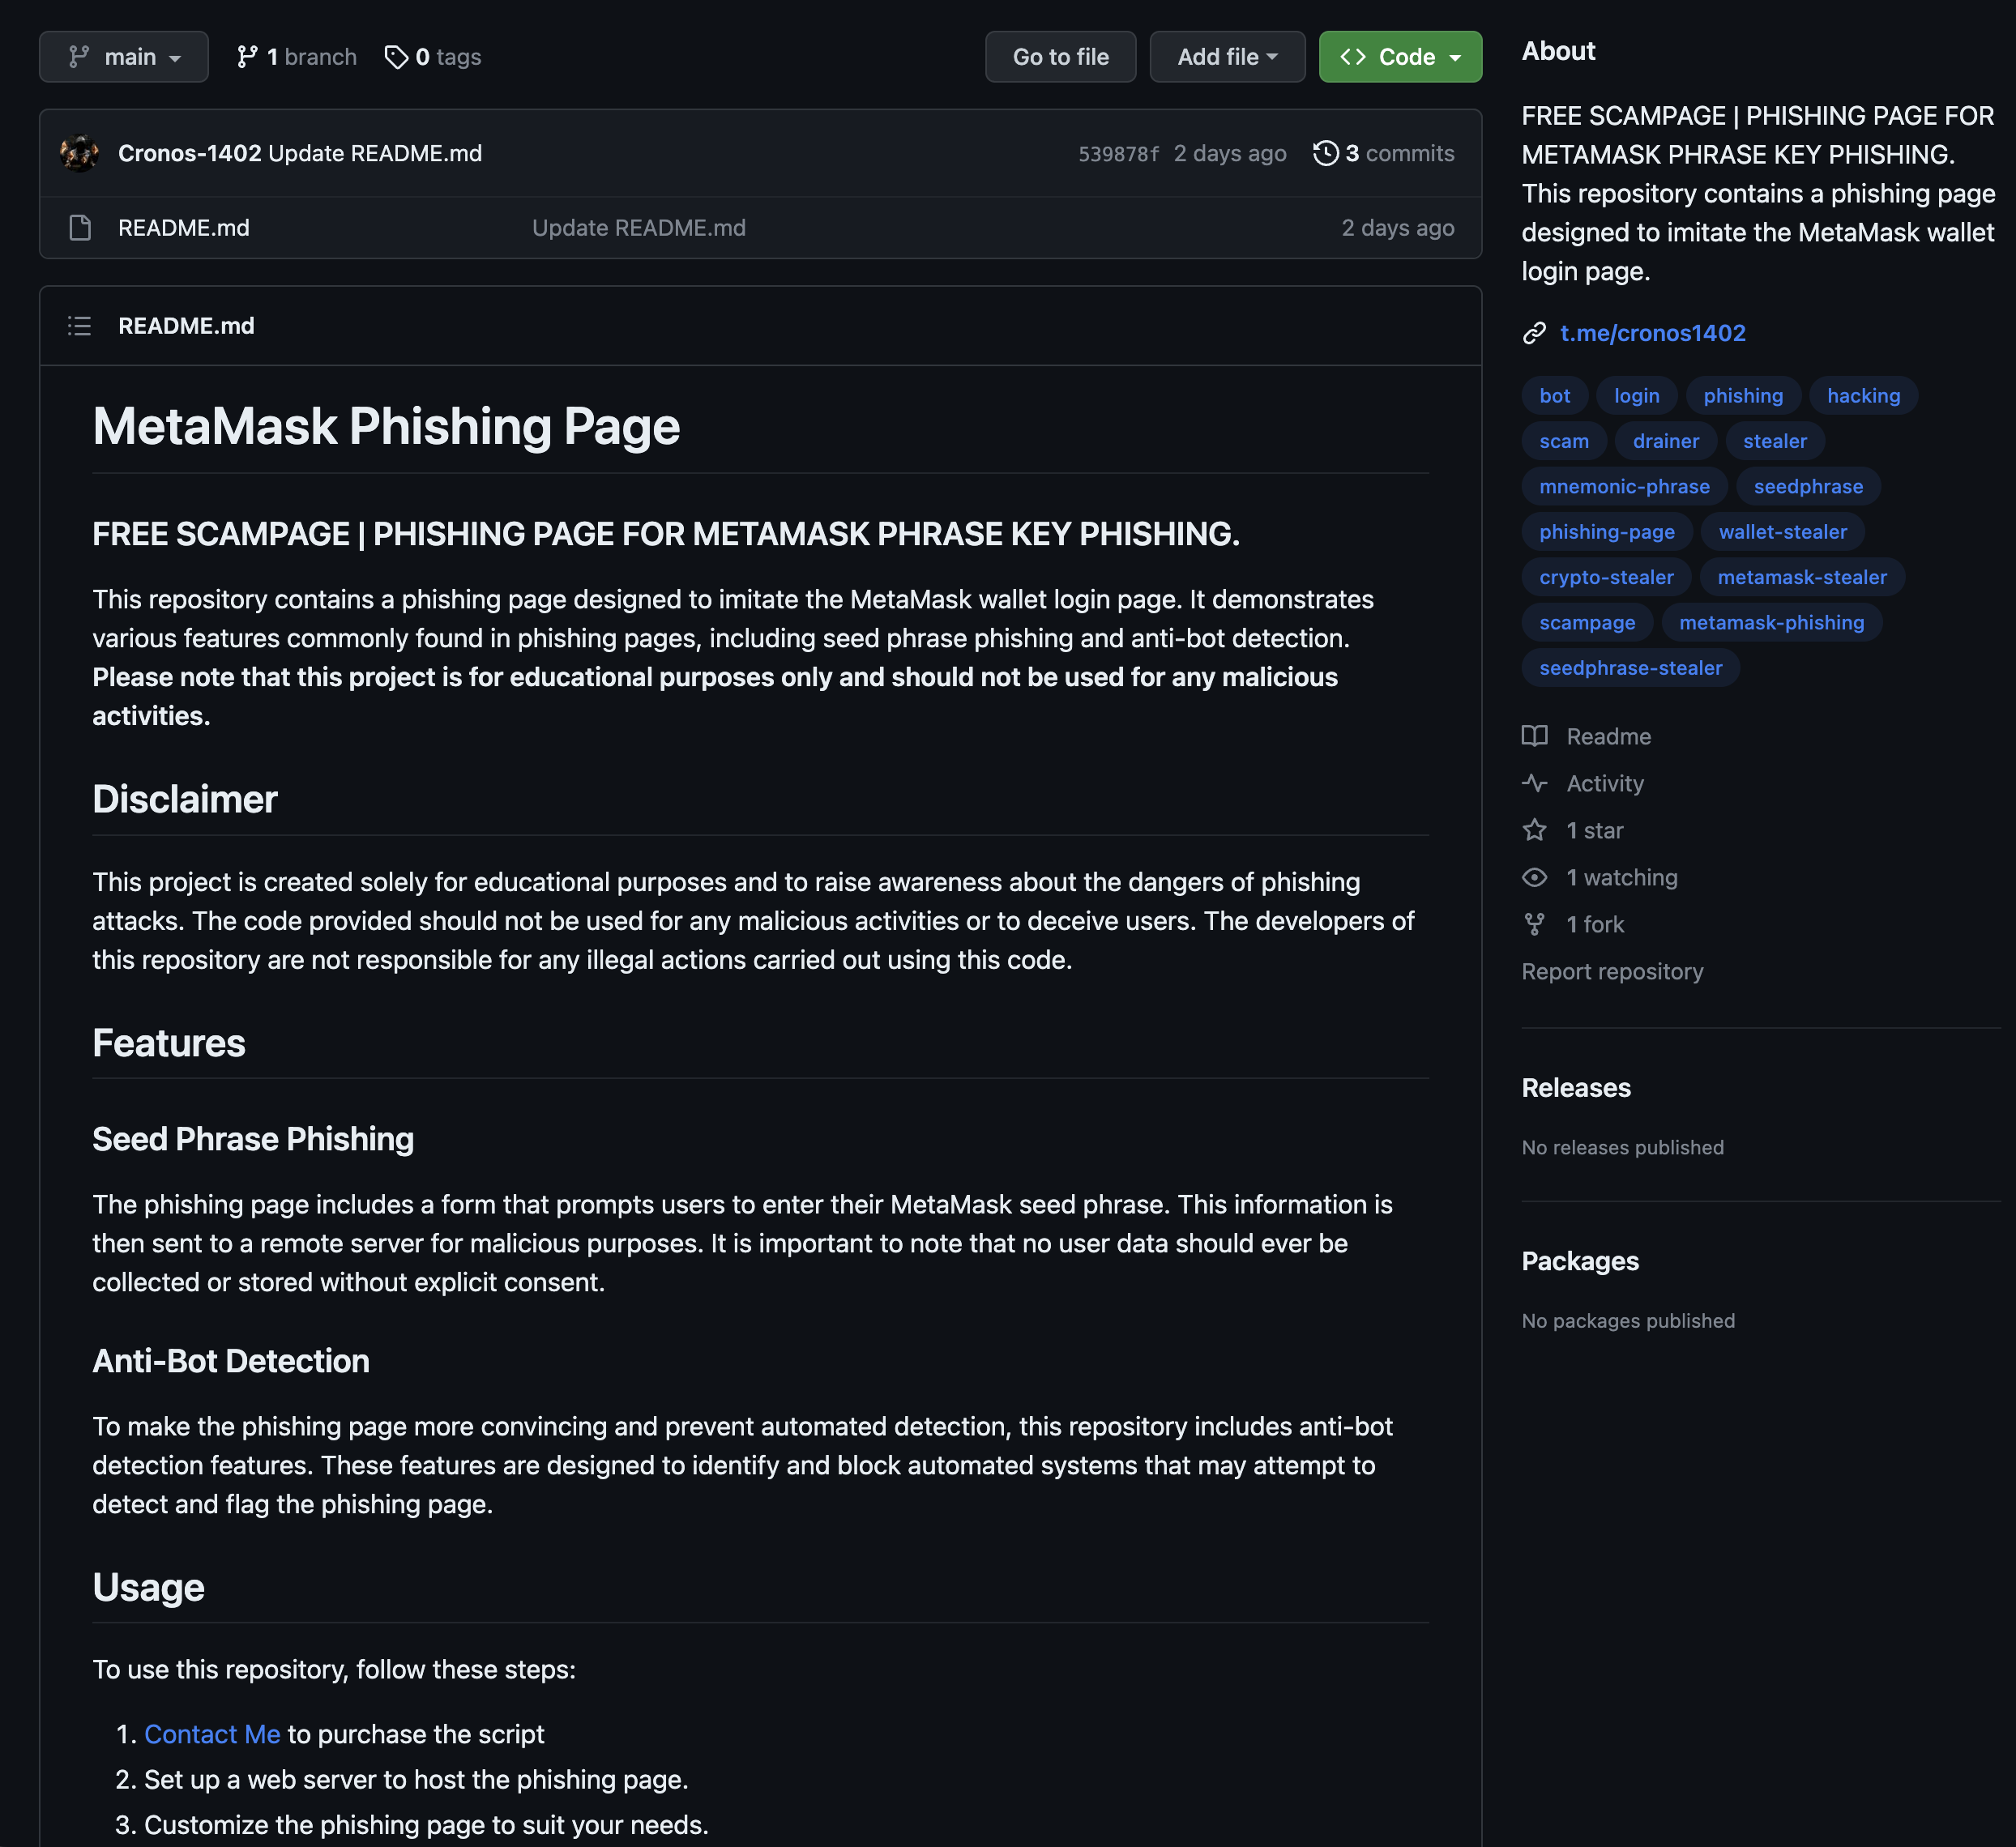 main
1 branch
0 tags
Go to file
Add file
Code
Cronos-1402 Update README.md
539878f 2 days ago
3 commits
README.md
Update README.md
2 days ago
README.md
MetaMask Phishing Page
FREE SCAMPAGE | PHISHING PAGE FOR METAMASK PHRASE KEY PHISHING.
This repository contains a phishing page designed to imitate the MetaMask wallet login page. It demonstrates
various features commonly found in phishing pages, including seed phrase phishing and anti-bot detection.
Please note that this project is for educational purposes only and should not be used for any malicious
activities.
Disclaimer
This project is created solely for educational purposes and to raise awareness about the dangers of phishing
attacks. The code provided should not be used for any malicious activities or to deceive users. The developers of
this repository are not responsible for any illegal actions carried out using this code.
Features
Seed Phrase Phishing
The phishing page includes a form that prompts users to enter their MetaMask seed phrase. This information is
then sent to a remote server for malicious purposes. It is important to note that no user data should ever be
collected or stored without explicit consent.
Anti-Bot Detection
To make the phishing page more convincing and prevent automated detection, this repository includes anti-bot
detection features. These features are designed to identify and block automated systems that may attempt to
detect and flag the phishing page.
Usage
To use this repository, follow these steps:
1. Contact Me to purchase the script
2. Set up a web server to host the phishing page.
3. Customize the phishing page to suit your needs.
About
FREE SCAMPAGE | PHISHING PAGE FOR
METAMASK PHRASE KEY PHISHING.
This repository contains a phishing page
designed to imitate the MetaMask wallet
login page.
t.me/cronos1402
bot login phishing hacking
scam drainer stealer
mnemonic-phrase seedphrase
phishing-page wallet-stealer
crypto-stealer metamask-stealer
scampage metamask-phishing
seedphrase-stealer
Readme
Activity
1 star
1 watching
1 fork
Report repository
Releases
No releases published
Packages
No packages published